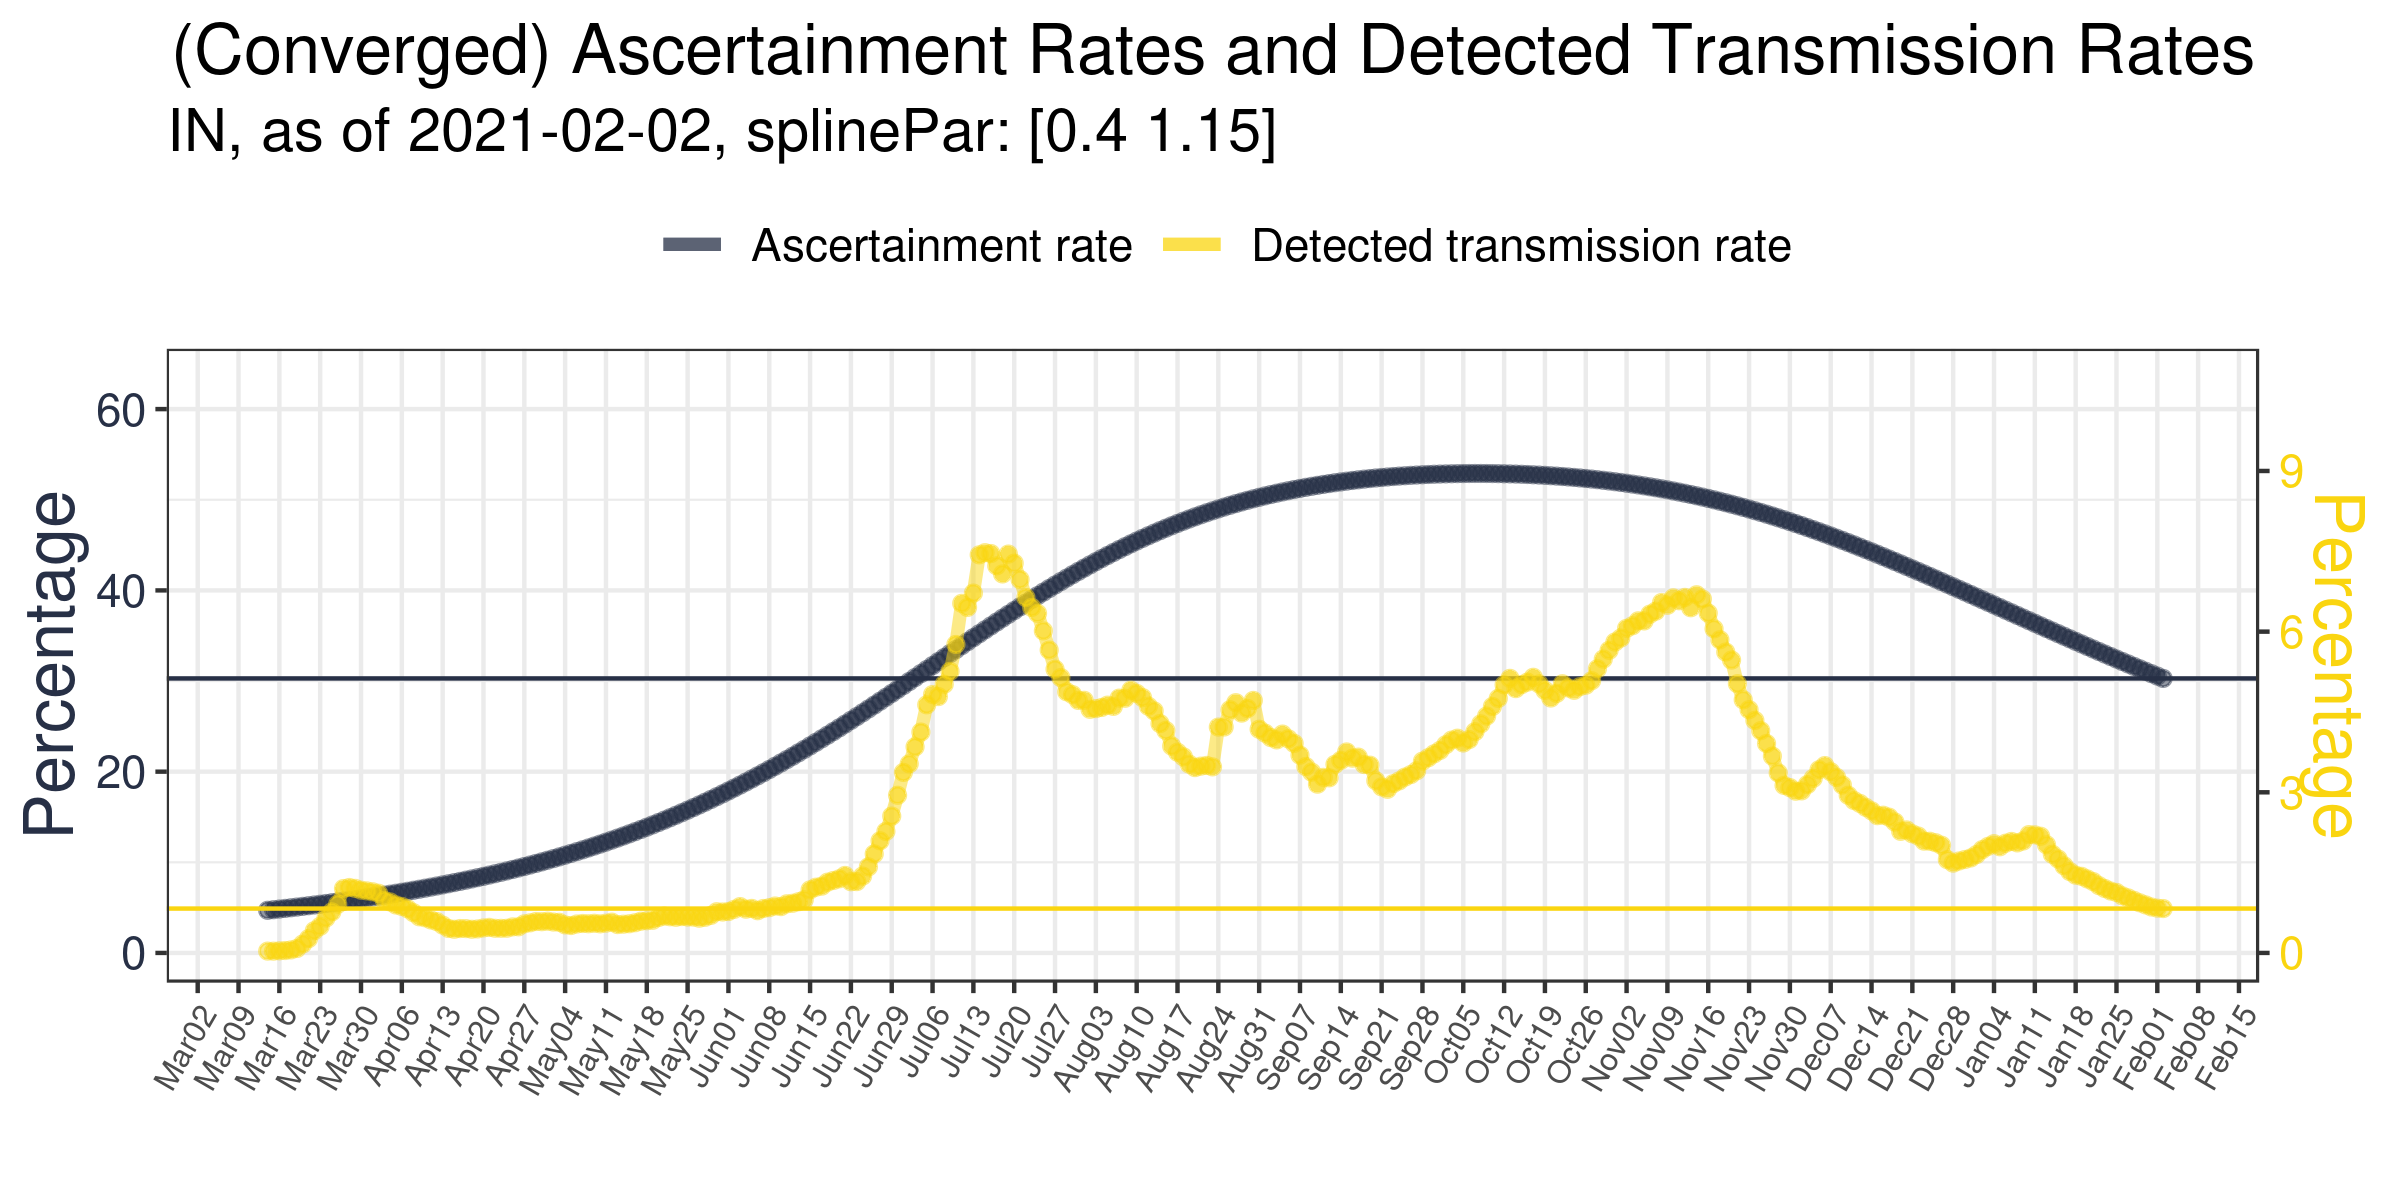 (Converged) Ascertainment Rates and Detected Transmission Rates
IN, as of 2021-02-02, splinePar: [0.4 1.15]
Ascertainment rate Detected transmission rate
Percentage
60
40
20
0
9
6
3
0
Percentage
Mar02 Mar09 Mar16 Mar23 Mar30 Apr06 Apr13 Apr20 Apr27 May04 May11 May18 May25 Jun01 Jun08 Jun15 Jun22 Jun29 Jul06 Jul13 Jul20 Jul27 Aug03 Aug10 Aug17 Aug24 Aug31 Sep07 Sep14 Sep21 Sep28 Oct05 Oct12 Oct19 Oct26 Nov02 Nov09 Nov16 Nov23 Nov30 Dec07 Dec14 Dec21 Dec28 Jan04 Jan11 Jan18 Jan25 Feb01 Feb08 Feb15